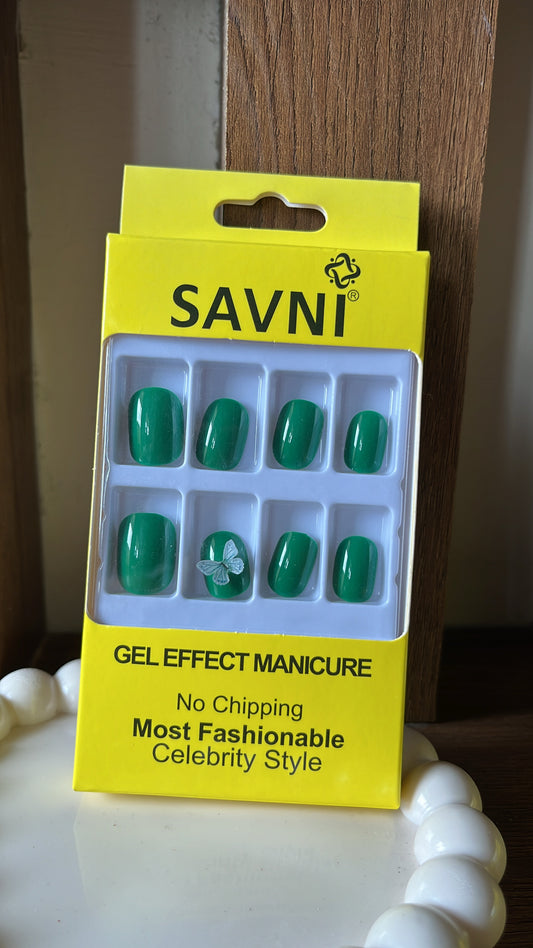 SAVNI®
GEL EFFECT MANICURE
No Chipping
Most Fashionable
Celebrity Style